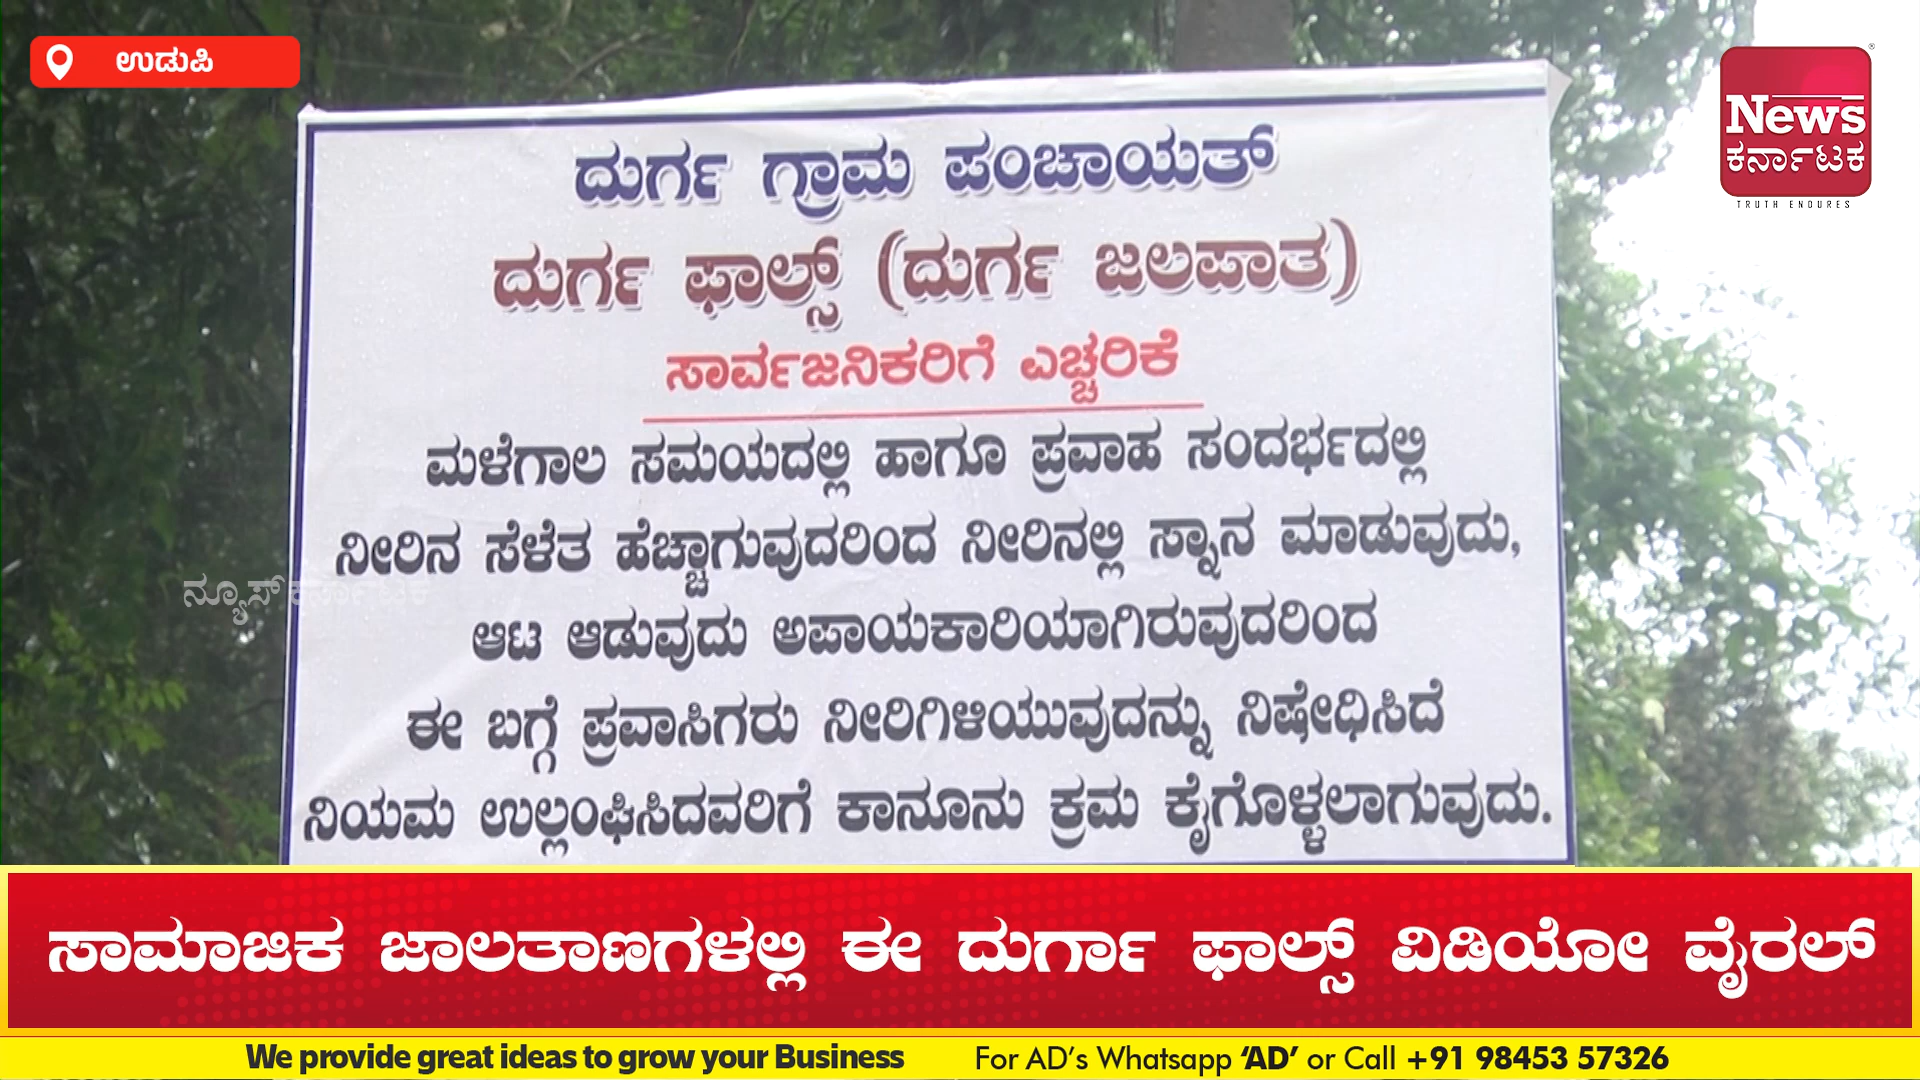 ಉಡುಪಿ
News
ಕರ್ನಾಟಕ
TRUTH ENDURES
ದುರ್ಗ ಗ್ರಾಮ ಪಂಚಾಯತ್
ದುರ್ಗ ಫಾಲ್ಸ್ (ದುರ್ಗ ಜಲಪಾತ)
ಸಾರ್ವಜನಿಕರಿಗೆ ಎಚ್ಚರಿಕೆ
ಮಳೆಗಾಲ ಸಮಯದಲ್ಲಿ ಹಾಗೂ ಪ್ರವಾಹ ಸಂದರ್ಭದಲ್ಲಿ
ನೀರಿನ ಸೆಳೆತ ಹೆಚ್ಚಾಗುವುದರಿಂದ ನೀರಿನಲ್ಲಿ ಸ್ನಾನ ಮಾಡುವುದು,
ನ್ಯೂಸ್ ಕರ್ನಾಟಕ
ಆಟ ಆಡುವುದು ಅಪಾಯಕಾರಿಯಾಗಿರುವುದರಿಂದ
ಈ ಬಗ್ಗೆ ಪ್ರವಾಸಿಗರು ನೀರಿಗಿಳಿಯುವುದನ್ನು ನಿಷೇಧಿಸಿದೆ
ನಿಯಮ ಉಲ್ಲಂಘಿಸಿದವರಿಗೆ ಕಾನೂನು ಕ್ರಮ ಕೈಗೊಳ್ಳಲಾಗುವುದು.
ಸಾಮಾಜಿಕ ಜಾಲತಾಣಗಳಲ್ಲಿ ಈ ದುರ್ಗಾ ಫಾಲ್ಸ್ ವಿಡಿಯೋ ವೈರಲ್
We provide great ideas to grow your Business For AD's Whatsapp 'AD' or Call +91 98453 57326